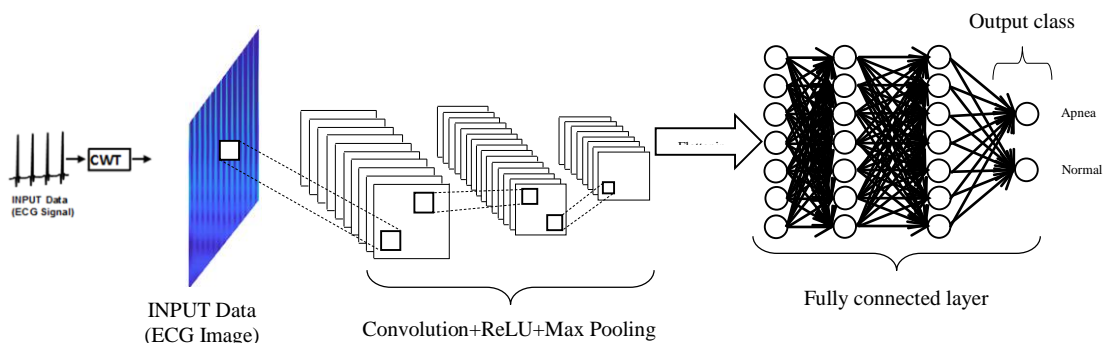 CWT
INPUT Data
(ECG Signal)
INPUT Data
(ECG Image)
Convolution+ReLU+Max Pooling
Output class
Apnea
Normal
Fully connected layer